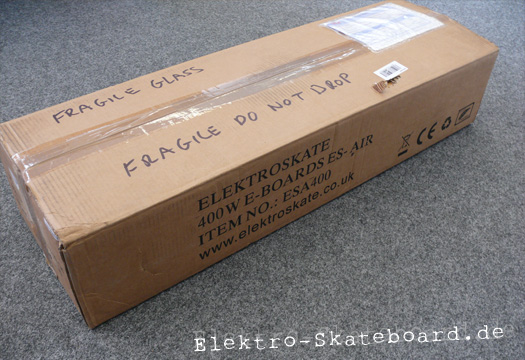 FRAGILE GLASS
FRAGILE DO NOT DROP
ELEKTROSKATE
400W E-BOARDS ES-AIR
ITEM NO.: ESA400
www.elektroskate.co.uk
CE
Elektro-Skateboard.de